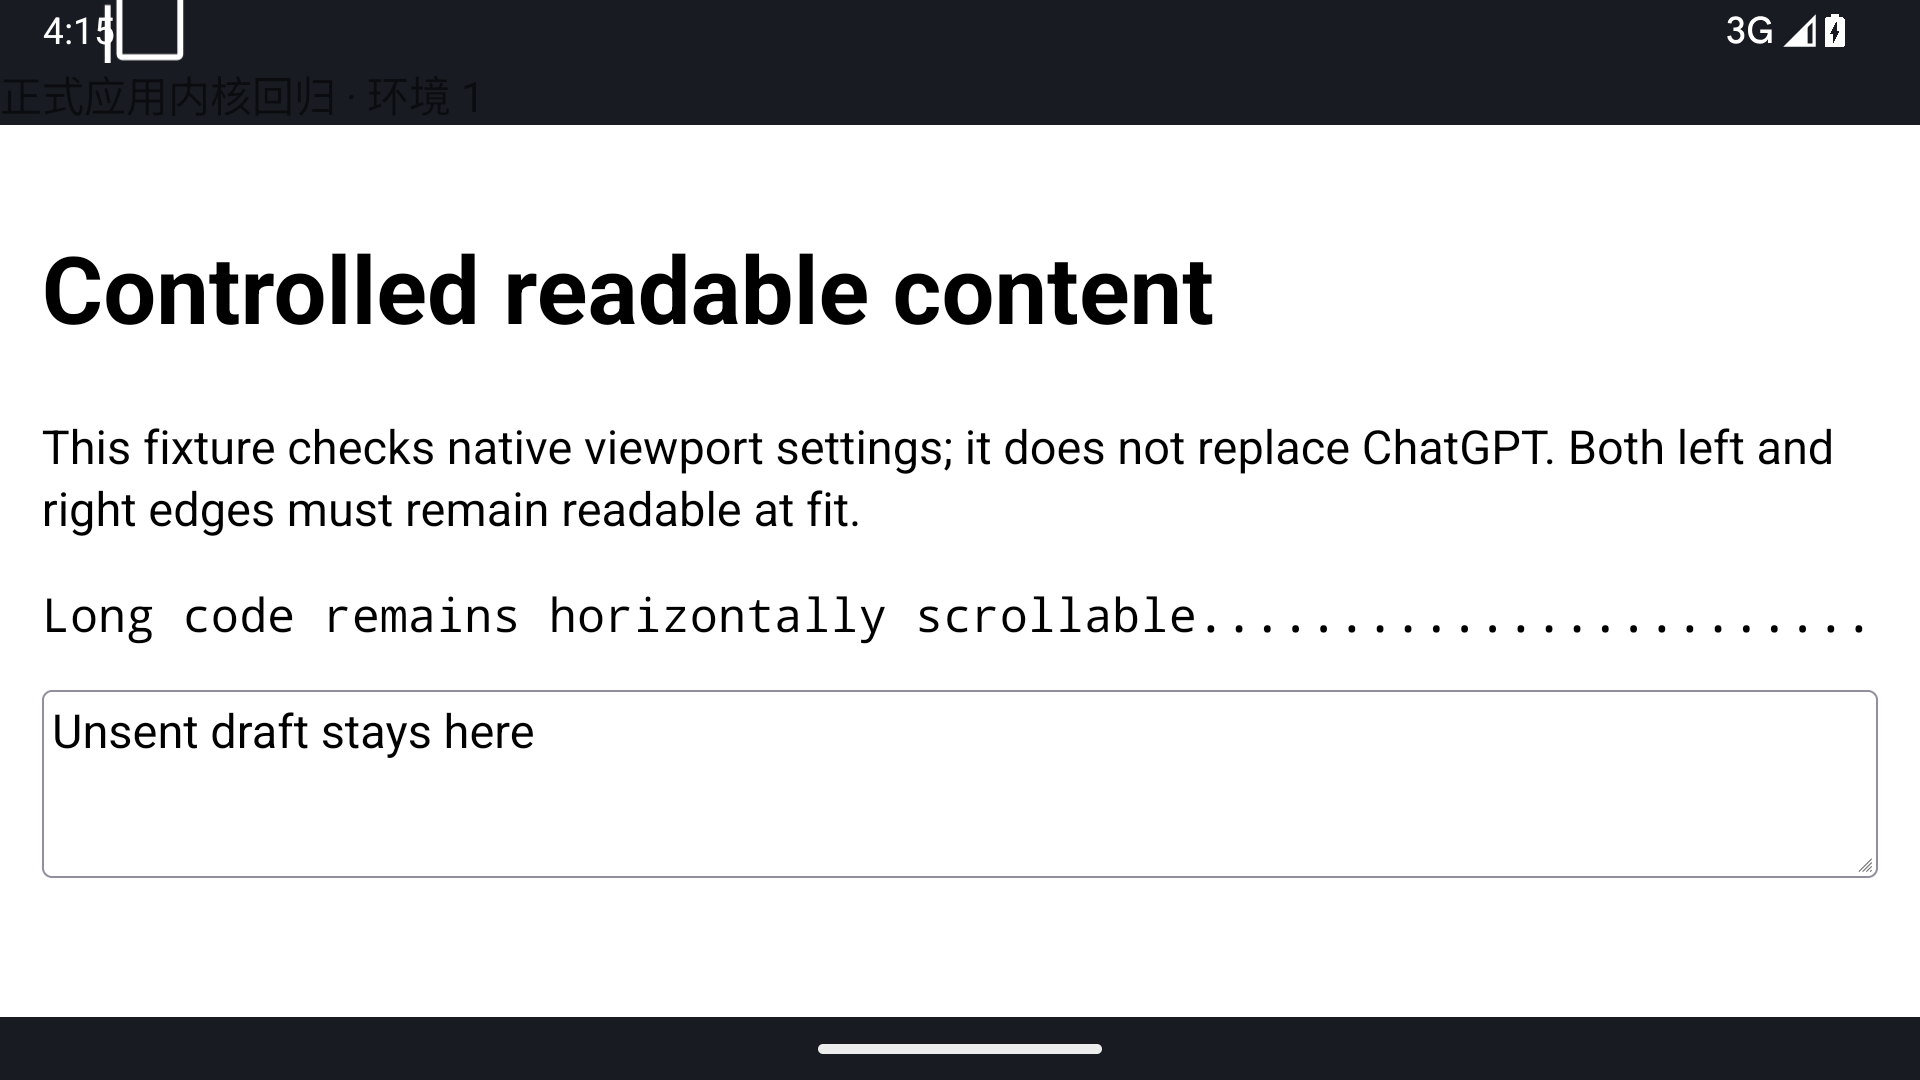 4:15
3G
正式应用内核回归 · 环境 1
Controlled readable content
This fixture checks native viewport settings; it does not replace ChatGPT. Both left and
right edges must remain readable at fit.
Long code remains horizontally scrollable........................
Unsent draft stays here